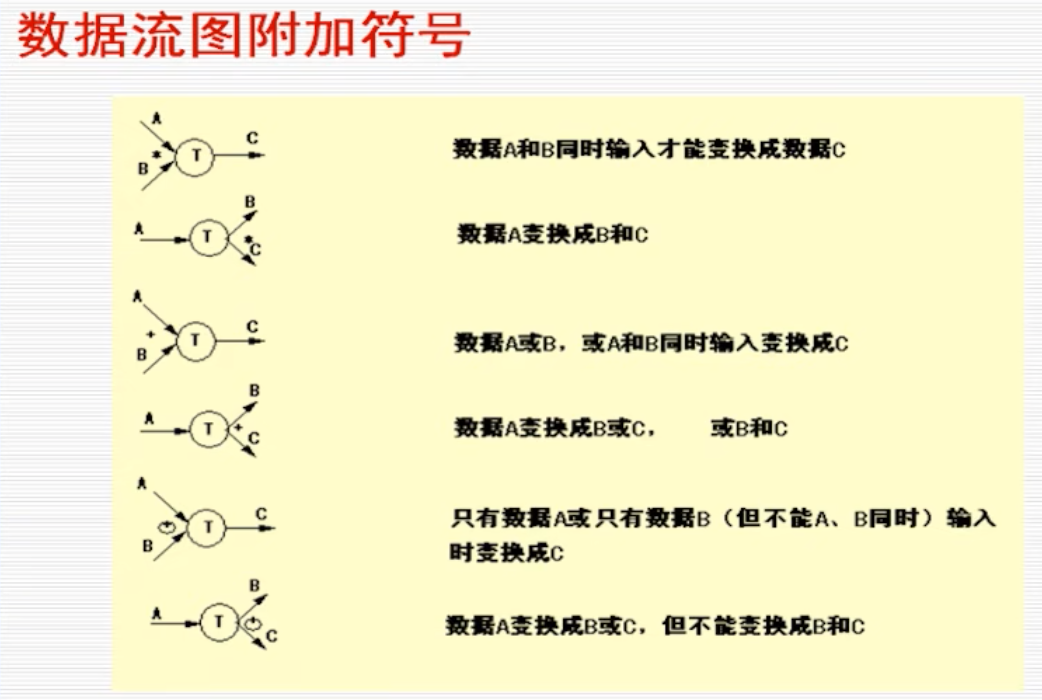 数据流图附加符号
A
* T C
B
数据A和B同时输入才能变换成数据C
B
A T *
C
数据A变换成B和C
A
+ T C
B
数据A或B，或A和B同时输入变换成C
B
A T +
C
数据A变换成B或C， 或B和C
A
+ T C
B
只有数据A或只有数据B（但不能A、B同时）输入
时变换成C
B
A T +
C
数据A变换成B或C，但不能变换成B和C